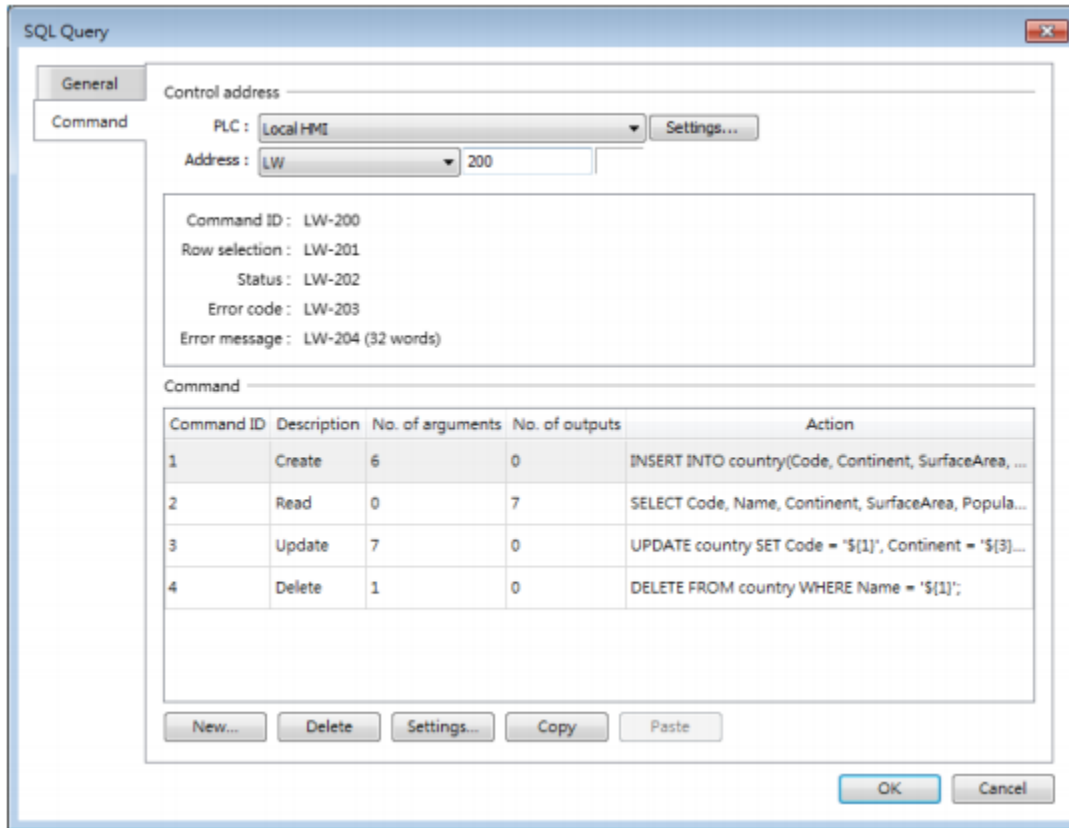 SQL Query
General
Command
Control address
PLC : Local HMI Settings...
Address : LW 200
Command ID : LW-200
Row selection : LW-201
Status : LW-202
Error code : LW-203
Error message : LW-204 (32 words)
Command
Command ID Description No. of arguments No. of outputs Action
1 Create 6 0 INSERT INTO country(Code, Continent, SurfaceArea, ...
2 Read 0 7 SELECT Code, Name, Continent, SurfaceArea, Popula...
3 Update 7 0 UPDATE country SET Code = '${1}', Continent = '${3}...
4 Delete 1 0 DELETE FROM country WHERE Name = '${1}';
New... Delete Settings... Copy Paste
OK Cancel